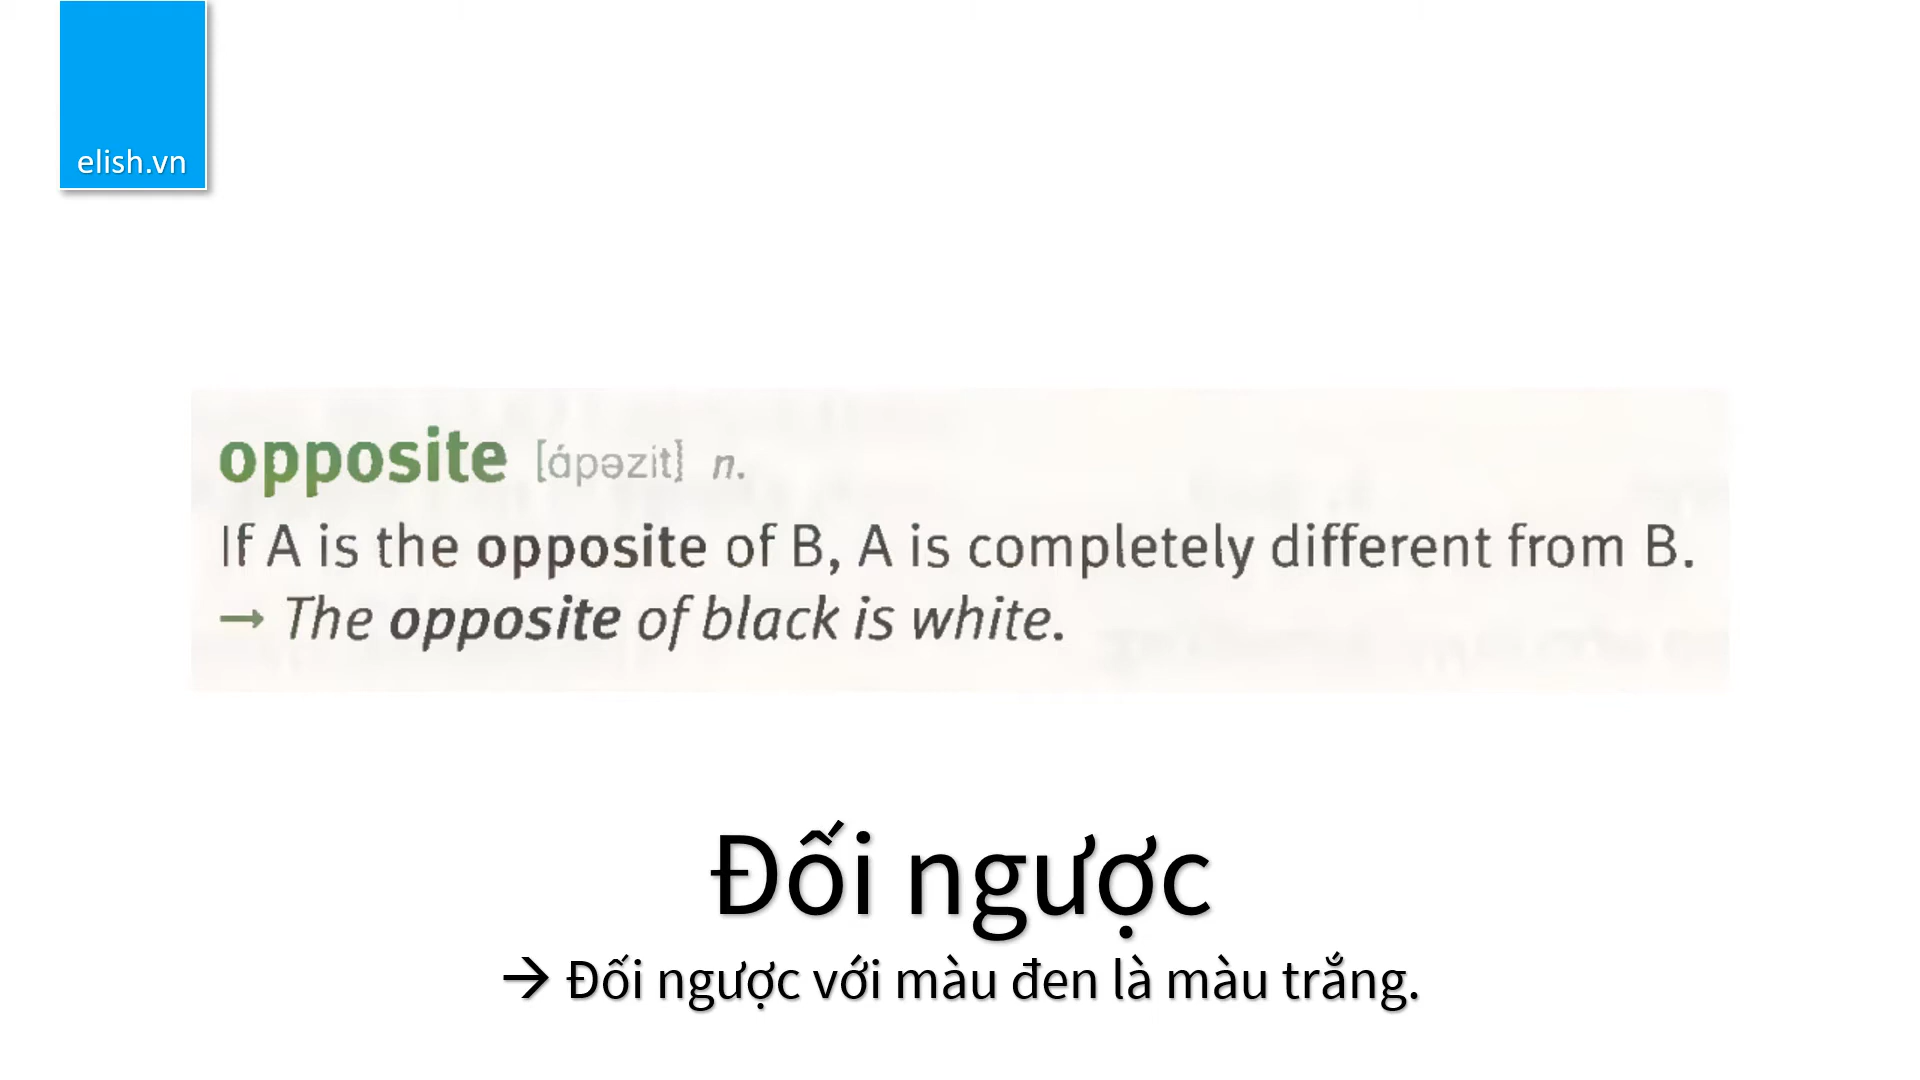 elish.vn
opposite [ápəzit] n.
If A is the opposite of B, A is completely different from B.
→ The opposite of black is white.
Đối ngược
→ Đối ngược với màu đen là màu trắng.